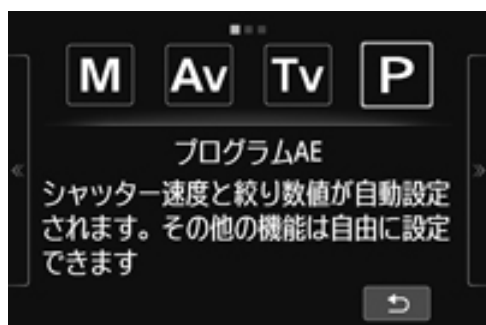 M Av Tv P
プログラムAE
シャッター速度と絞り数値が自動設定
されます。その他の機能は自由に設定
できます